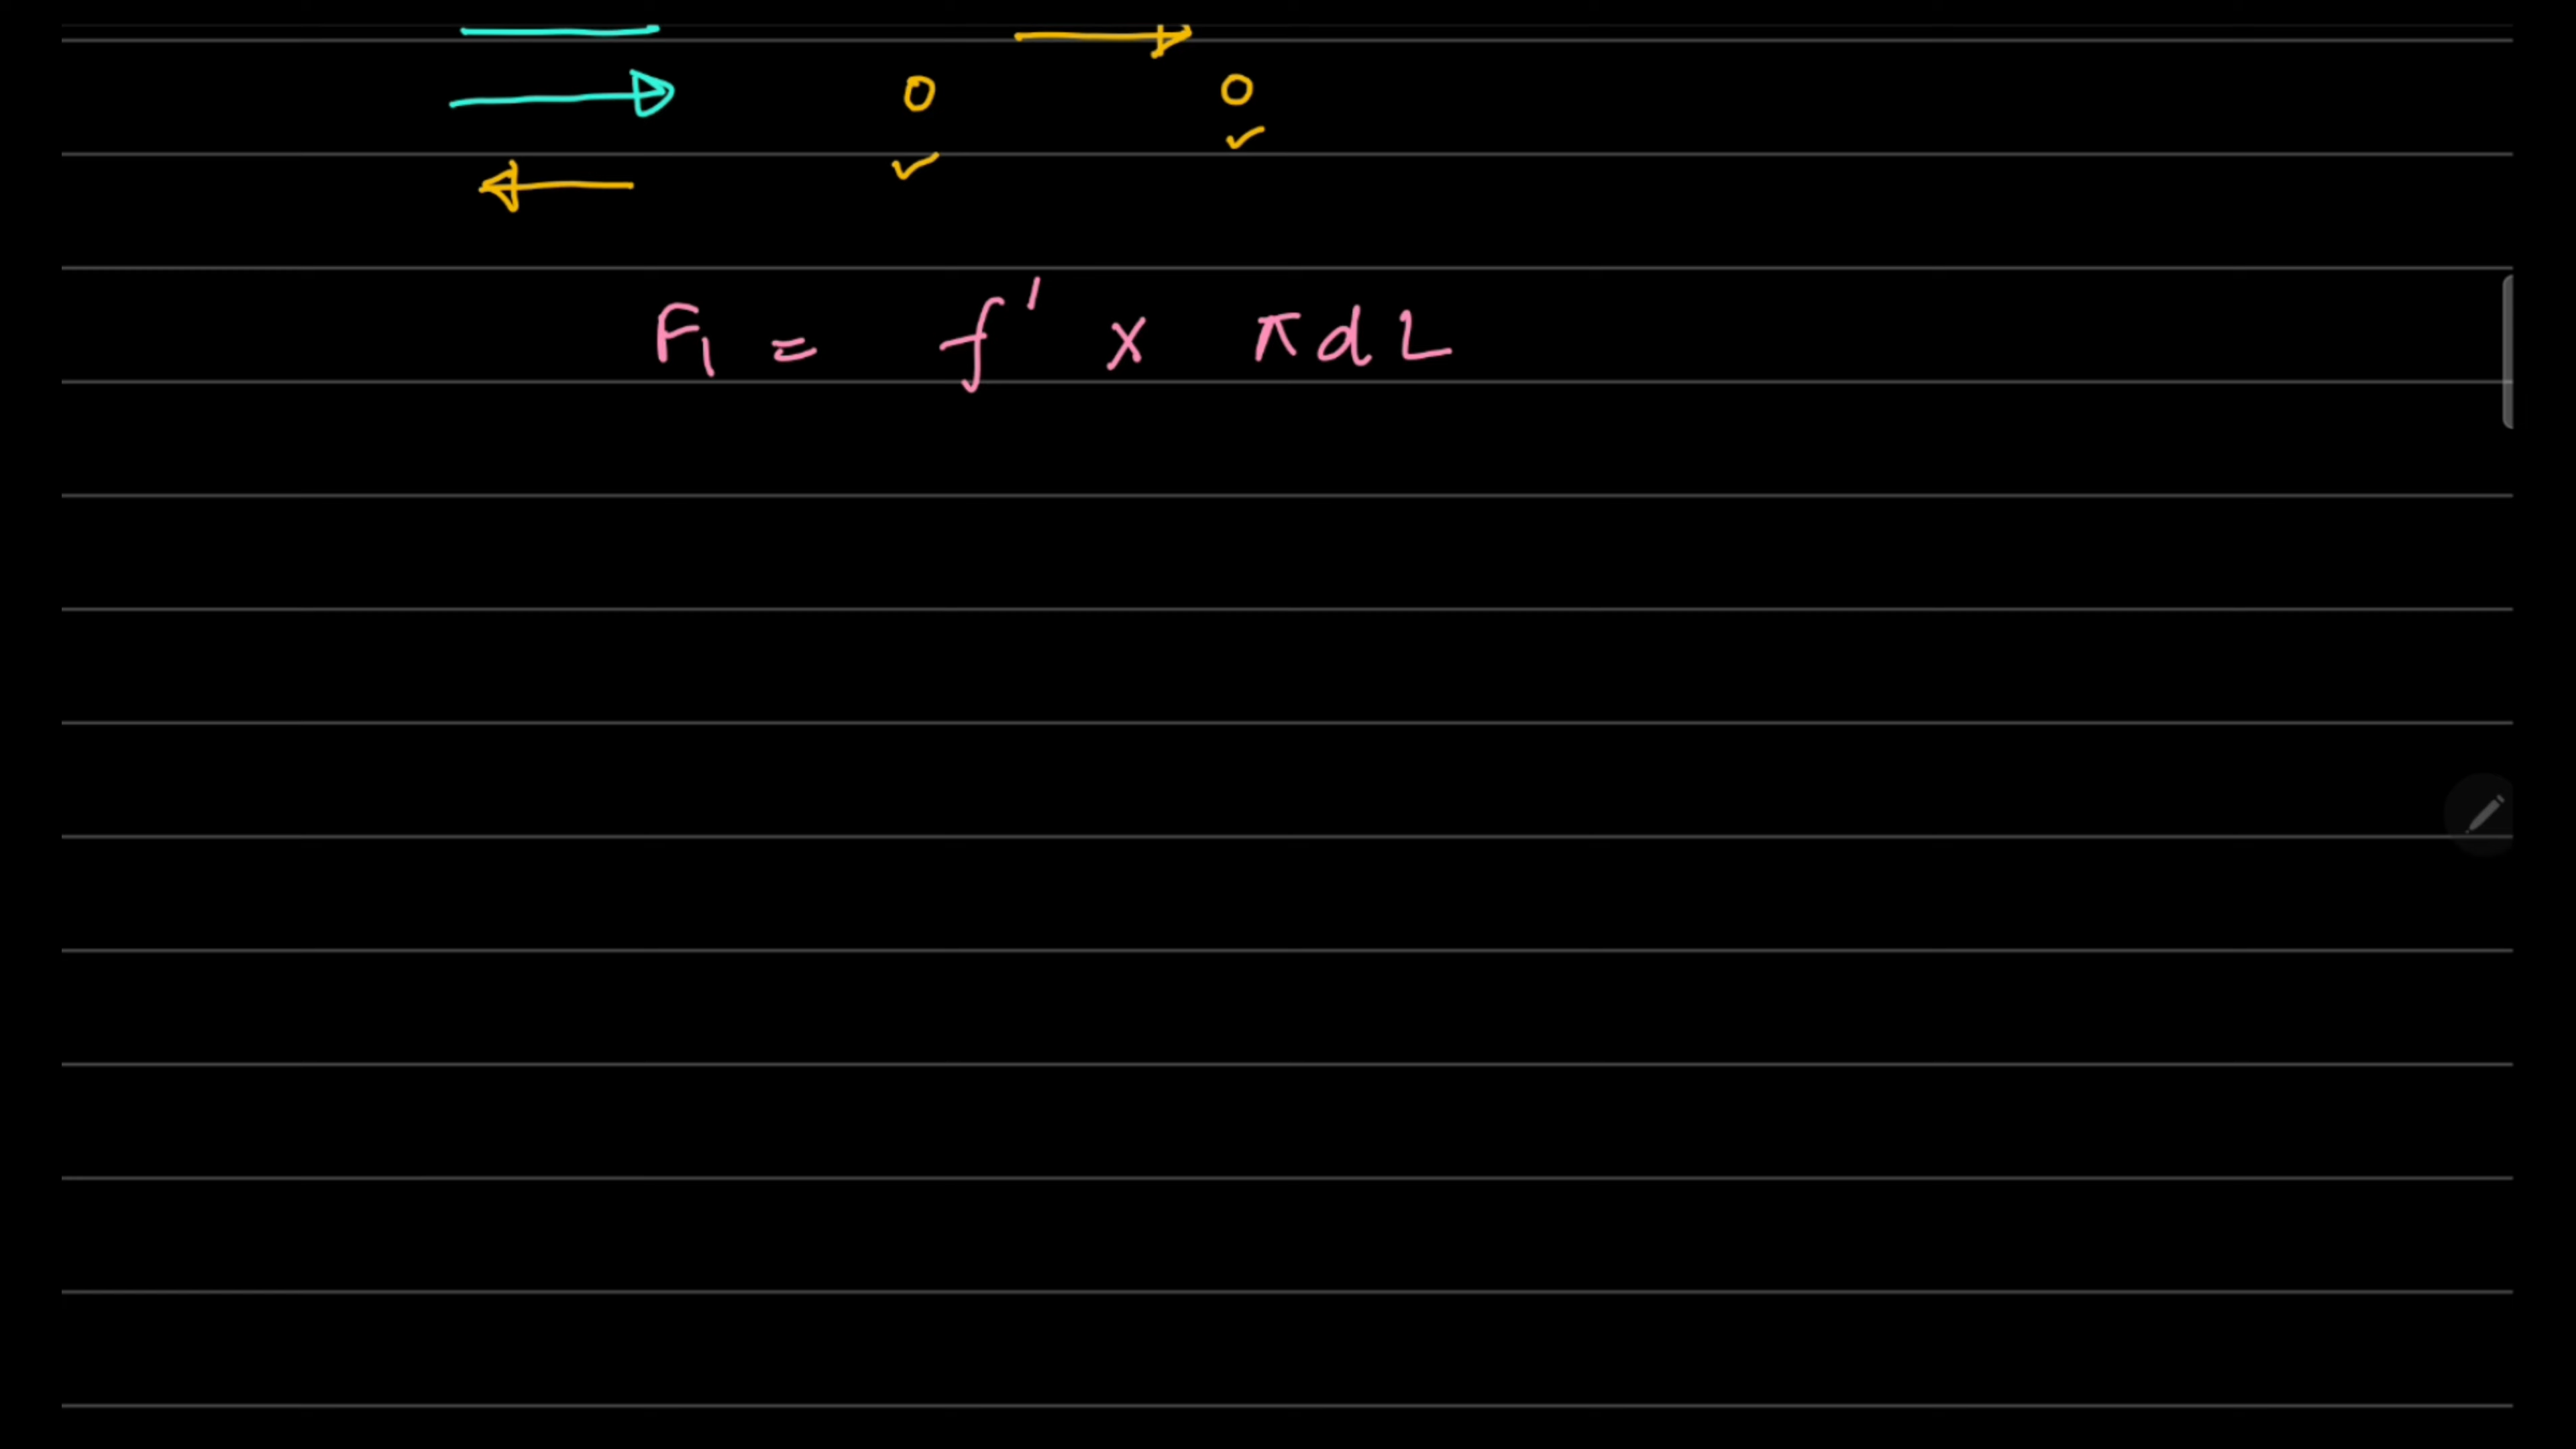 0 0
F₁ = f' × πdL